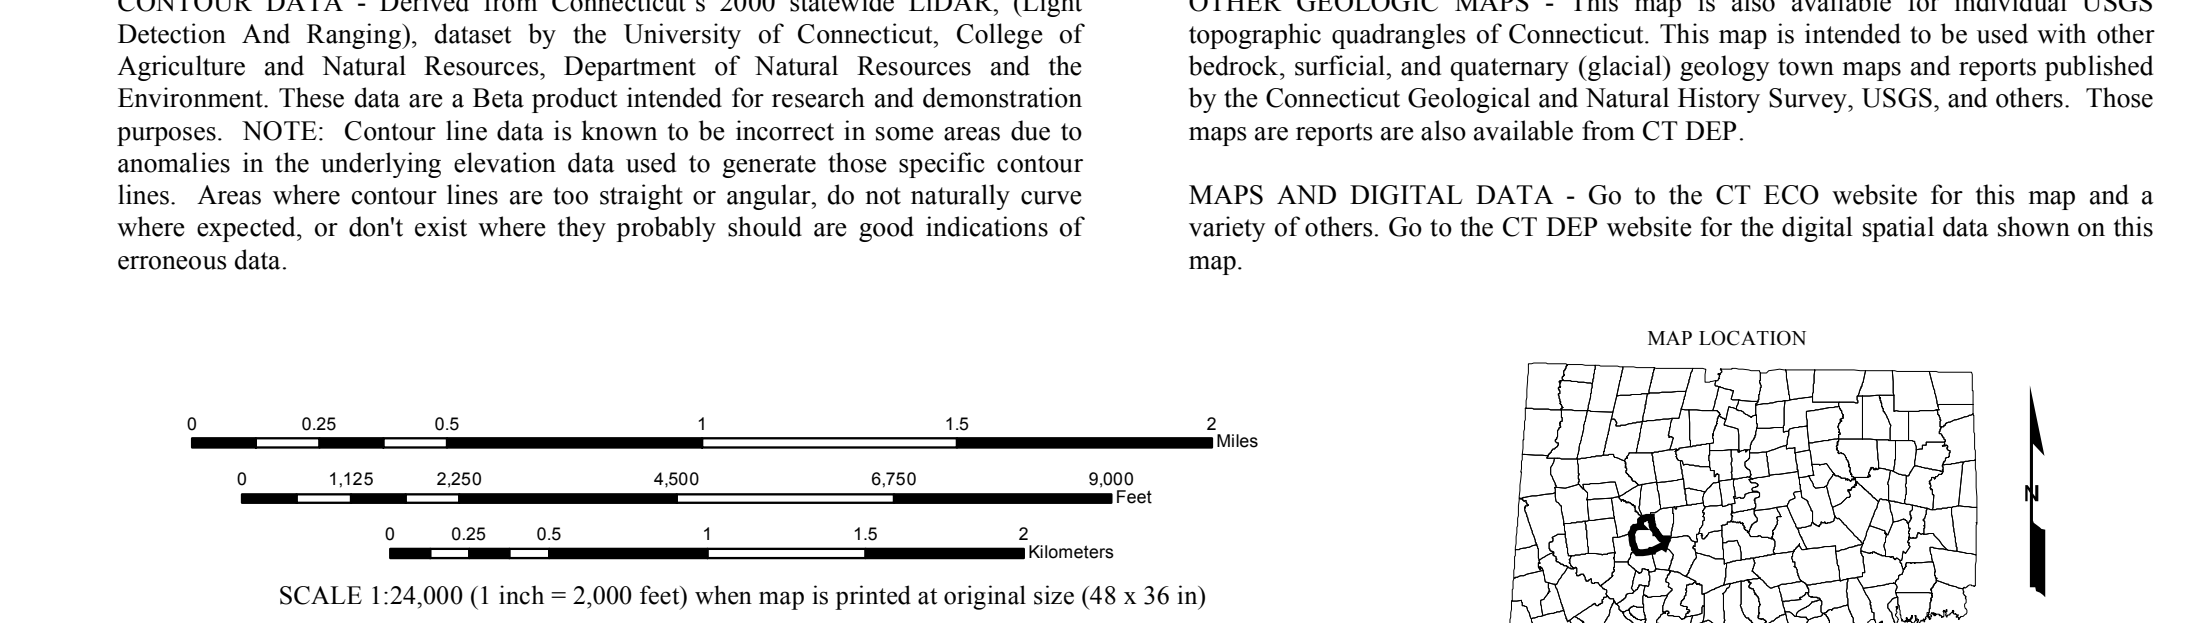 CONTOUR DATA - Derived from Connecticut's 2000 statewide LiDAR, (Light
Detection And Ranging), dataset by the University of Connecticut, College of
Agriculture and Natural Resources, Department of Natural Resources and the
Environment. These data are a Beta product intended for research and demonstration
purposes.  NOTE:  Contour line data is known to be incorrect in some areas due to
anomalies in the underlying elevation data used to generate those specific contour
lines.  Areas where contour lines are too straight or angular, do not naturally curve
where expected, or don't exist where they probably should are good indications of
erroneous data.
OTHER GEOLOGIC MAPS - This map is also available for individual USGS
topographic quadrangles of Connecticut. This map is intended to be used with other
bedrock, surficial, and quaternary (glacial) geology town maps and reports published
by the Connecticut Geological and Natural History Survey, USGS, and others.  Those
maps are reports are also available from CT DEP.
MAPS AND DIGITAL DATA - Go to the CT ECO website for this map and a
variety of others. Go to the CT DEP website for the digital spatial data shown on this
map.
0 0.25 0.5 1 1.5 2
Miles
0 1,125 2,250 4,500 6,750 9,000
Feet
0 0.25 0.5 1 1.5 2
Kilometers
SCALE 1:24,000 (1 inch = 2,000 feet) when map is printed at original size (48 x 36 in)
MAP LOCATION
N